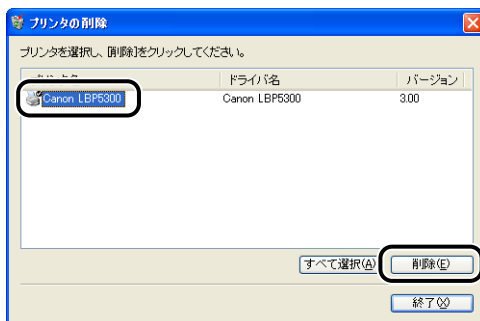 プリンタの削除
プリンタを選択し、[削除]をクリックしてください。
ドライバ名 バージョン
Canon LBP5300 Canon LBP5300 3.00
すべて選択(A) 削除(E)
終了(X)